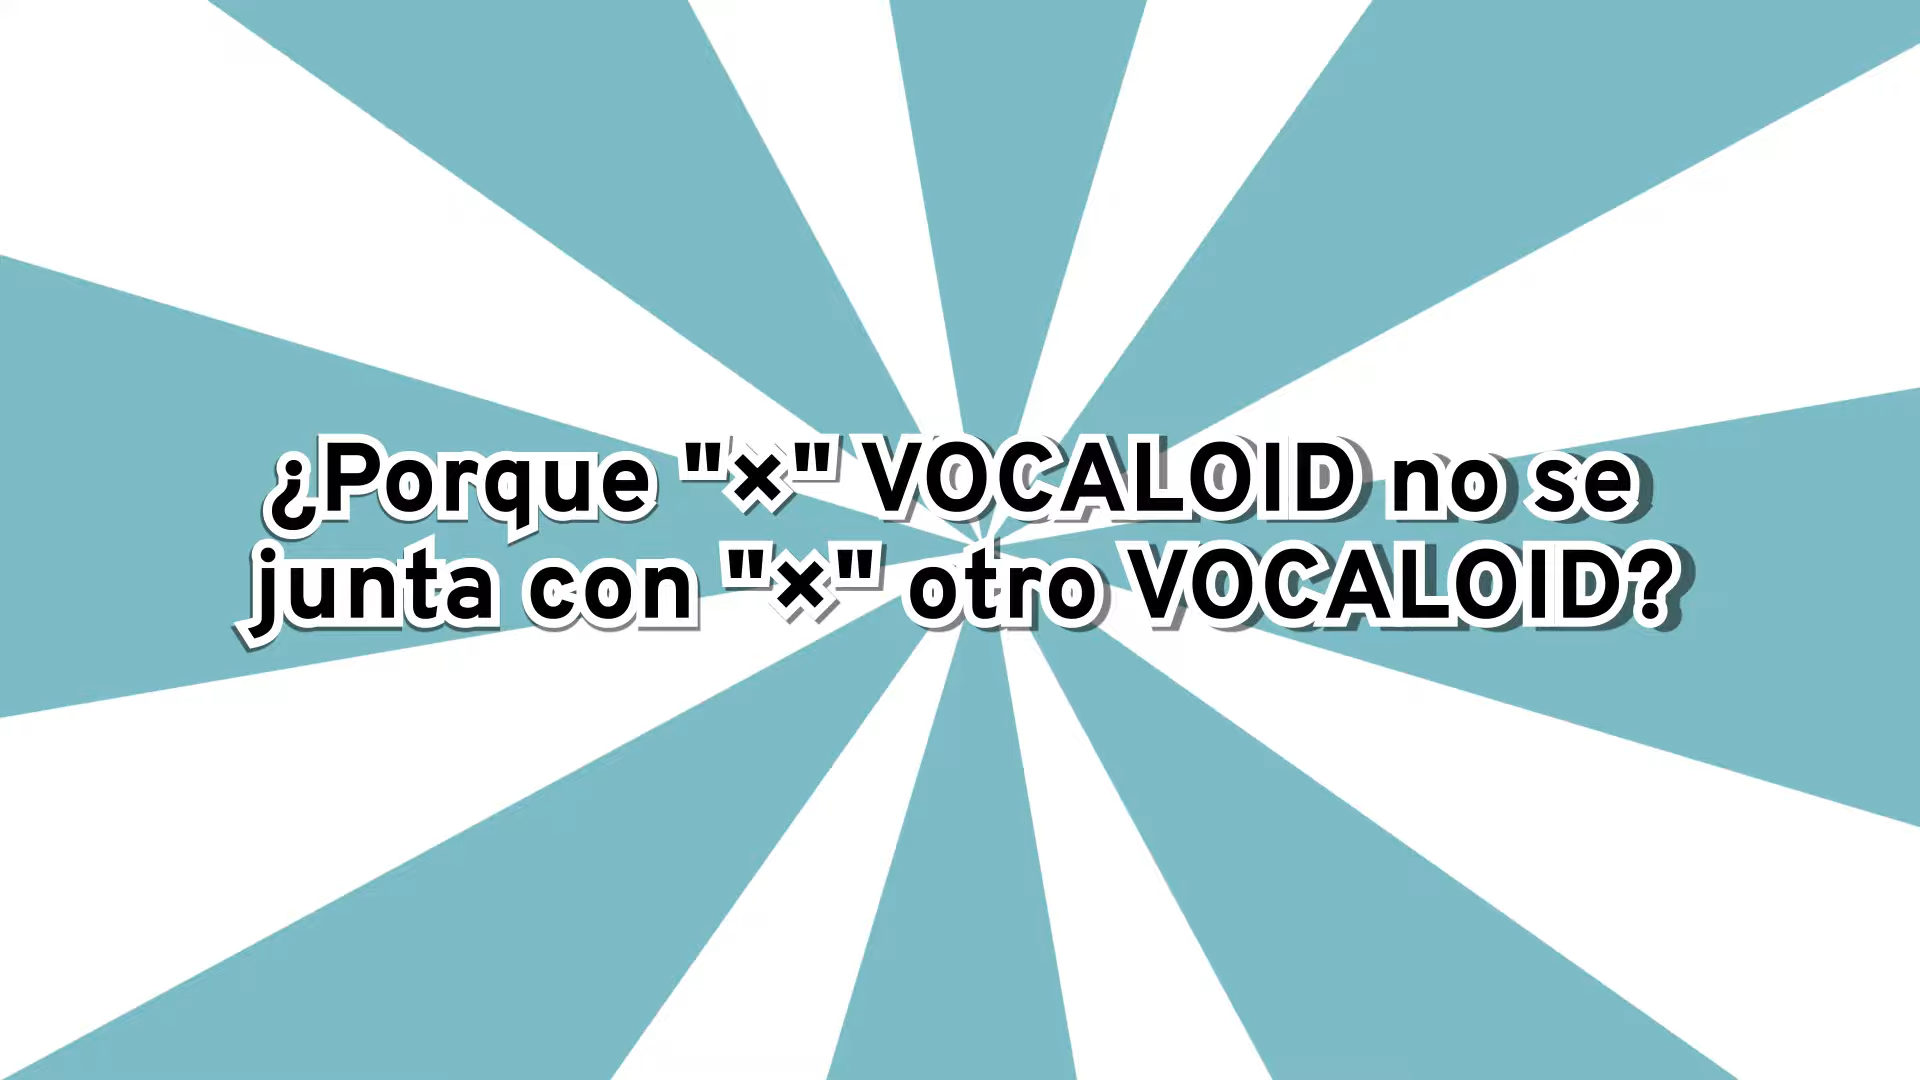 ¿Porque "×" VOCALOID no se
junta con "×" otro VOCALOID?